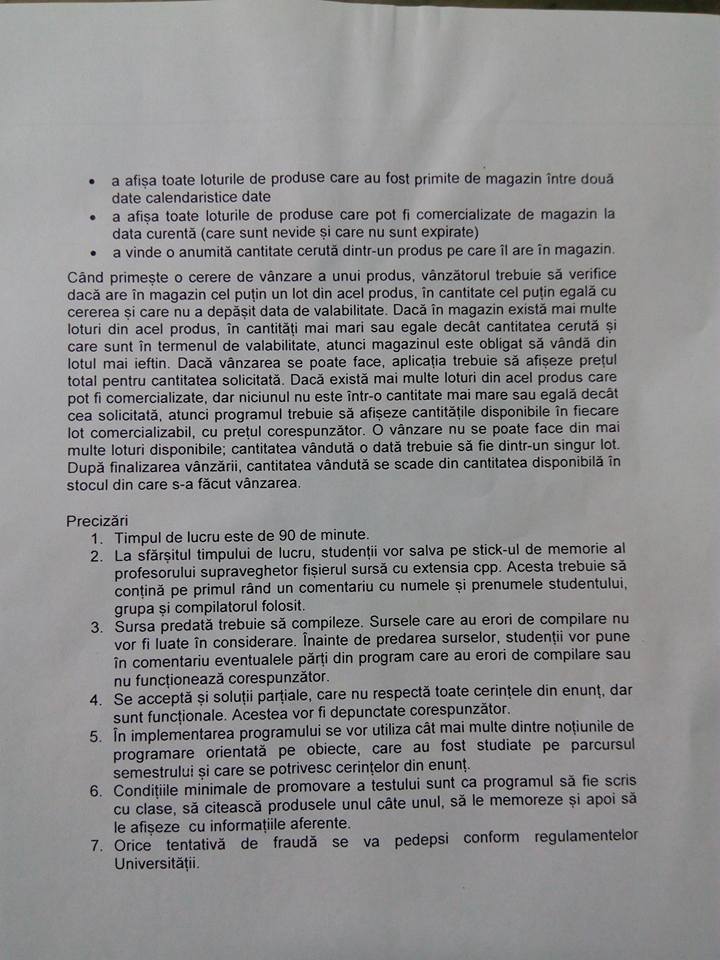 • a afișa toate loturile de produse care au fost primite de magazin între două
date calendaristice date
• a afișa toate loturile de produse care pot fi comercializate de magazin la
data curentă (care sunt nevide și care nu sunt expirate)
• a vinde o anumită cantitate cerută dintr-un produs pe care îl are în magazin.
Când primește o cerere de vânzare a unui produs, vânzătorul trebuie să verifice
dacă are în magazin cel puțin un lot din acel produs, în cantitate cel puțin egală cu
cererea și care nu a depășit data de valabilitate. Dacă în magazin există mai multe
loturi din acel produs, în cantități mai mari sau egale decât cantitatea cerută și
care sunt în termenul de valabilitate, atunci magazinul este obligat să vândă din
lotul mai ieftin. Dacă vânzarea se poate face, aplicația trebuie să afișeze prețul
total pentru cantitatea solicitată. Dacă există mai multe loturi din acel produs care
pot fi comercializate, dar niciunul nu este într-o cantitate mai mare sau egală decât
cea solicitată, atunci programul trebuie să afișeze cantitățile disponibile în fiecare
lot comercializabil, cu prețul corespunzător. O vânzare nu se poate face din mai
multe loturi disponibile; cantitatea vândută o dată trebuie să fie dintr-un singur lot.
După finalizarea vânzării, cantitatea vândută se scade din cantitatea disponibilă în
stocul din care s-a făcut vânzarea.
Precizări
1. Timpul de lucru este de 90 de minute.
2. La sfârșitul timpului de lucru, studenții vor salva pe stick-ul de memorie al
profesorului supraveghetor fișierul sursă cu extensia cpp. Acesta trebuie să
conțină pe primul rând un comentariu cu numele și prenumele studentului,
grupa și compilatorul folosit.
3. Sursa predată trebuie să compileze. Sursele care au erori de compilare nu
vor fi luate în considerare. Înainte de predarea surselor, studenții vor pune
în comentariu eventualele părți din program care au erori de compilare sau
nu funcționează corespunzător.
4. Se acceptă și soluții parțiale, care nu respectă toate cerințele din enunț, dar
sunt funcționale. Acestea vor fi depunctate corespunzător.
5. În implementarea programului se vor utiliza cât mai multe dintre noțiunile de
programare orientată pe obiecte, care au fost studiate pe parcursul
semestrului și care se potrivesc cerințelor din enunț.
6. Condițiile minimale de promovare a testului sunt ca programul să fie scris
cu clase, să citească produsele unul câte unul, să le memoreze și apoi să
le afișeze cu informațiile aferente.
7. Orice tentativă de fraudă se va pedepsi conform regulamentelor
Universității.